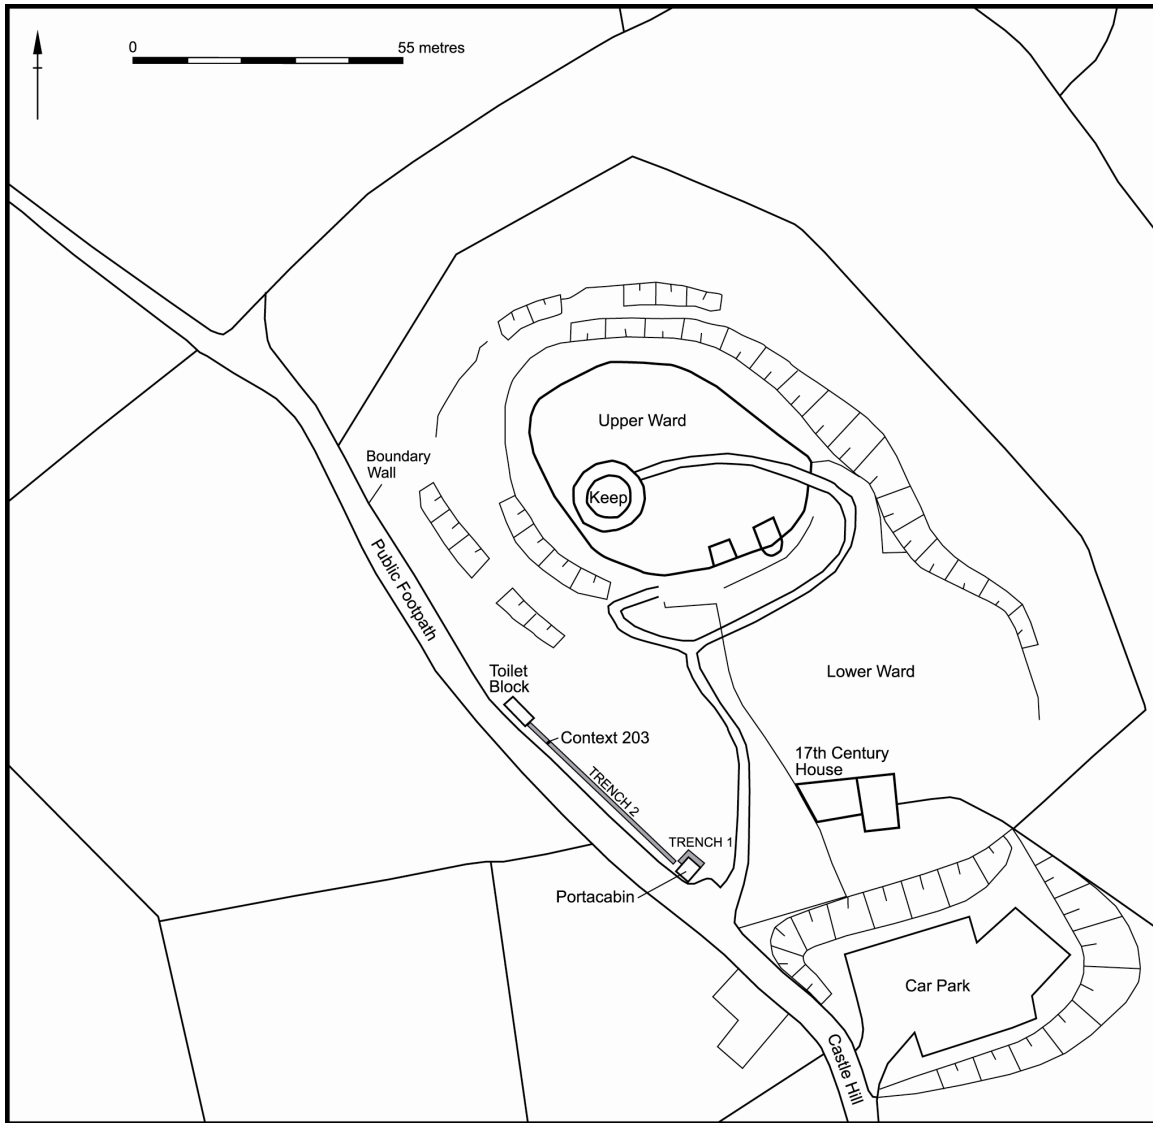 0
55 metres
Upper Ward
Boundary
Wall
Keep
Public Footpath
Toilet
Block
Lower Ward
Context 203
17th Century
House
TRENCH 2
TRENCH 1
Portacabin
Car Park
Castle Hill